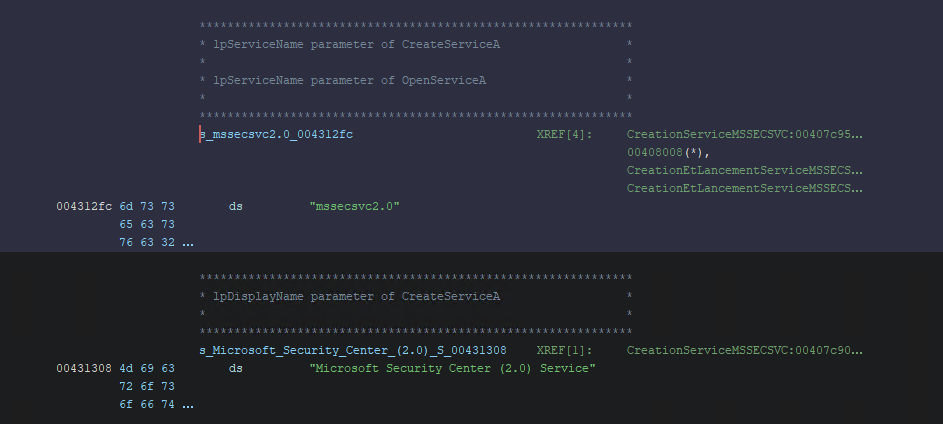 ******************************************************************
* lpServiceName parameter of CreateServiceA *
* *
* lpServiceName parameter of OpenServiceA *
* *
******************************************************************
s_mssecsvc2.0_004312fc XREF[4]: CreationServiceMSSECSVC:00407c95...
00408008(*),
CreationEtLancementServiceMSSECS...
CreationEtLancementServiceMSSECS...
004312fc 6d 73 73 ds "mssecsvc2.0"
65 63 73
76 63 32 ...
******************************************************************
* lpDisplayName parameter of CreateServiceA *
* *
******************************************************************
s_Microsoft_Security_Center_(2.0)_S_00431308 XREF[1]: CreationServiceMSSECSVC:00407c90...
00431308 4d 69 63 ds "Microsoft Security Center (2.0) Service"
72 6f 73
6f 66 74 ...